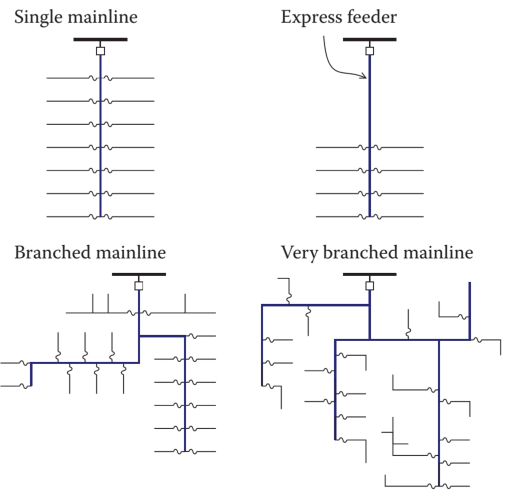 Single mainline
Express feeder
Branched mainline
Very branched mainline